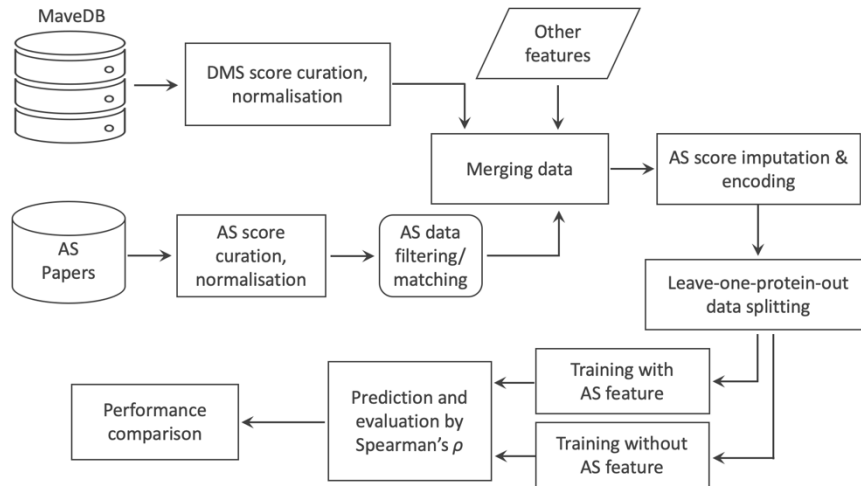 MaveDB
DMS score curation,
normalisation
Other
features
Merging data
AS score imputation &
encoding
AS
Papers
AS score
curation,
normalisation
AS data
filtering/
matching
Leave-one-protein-out
data splitting
Training with
AS feature
Training without
AS feature
Prediction and
evaluation by
Spearman's ρ
Performance
comparison